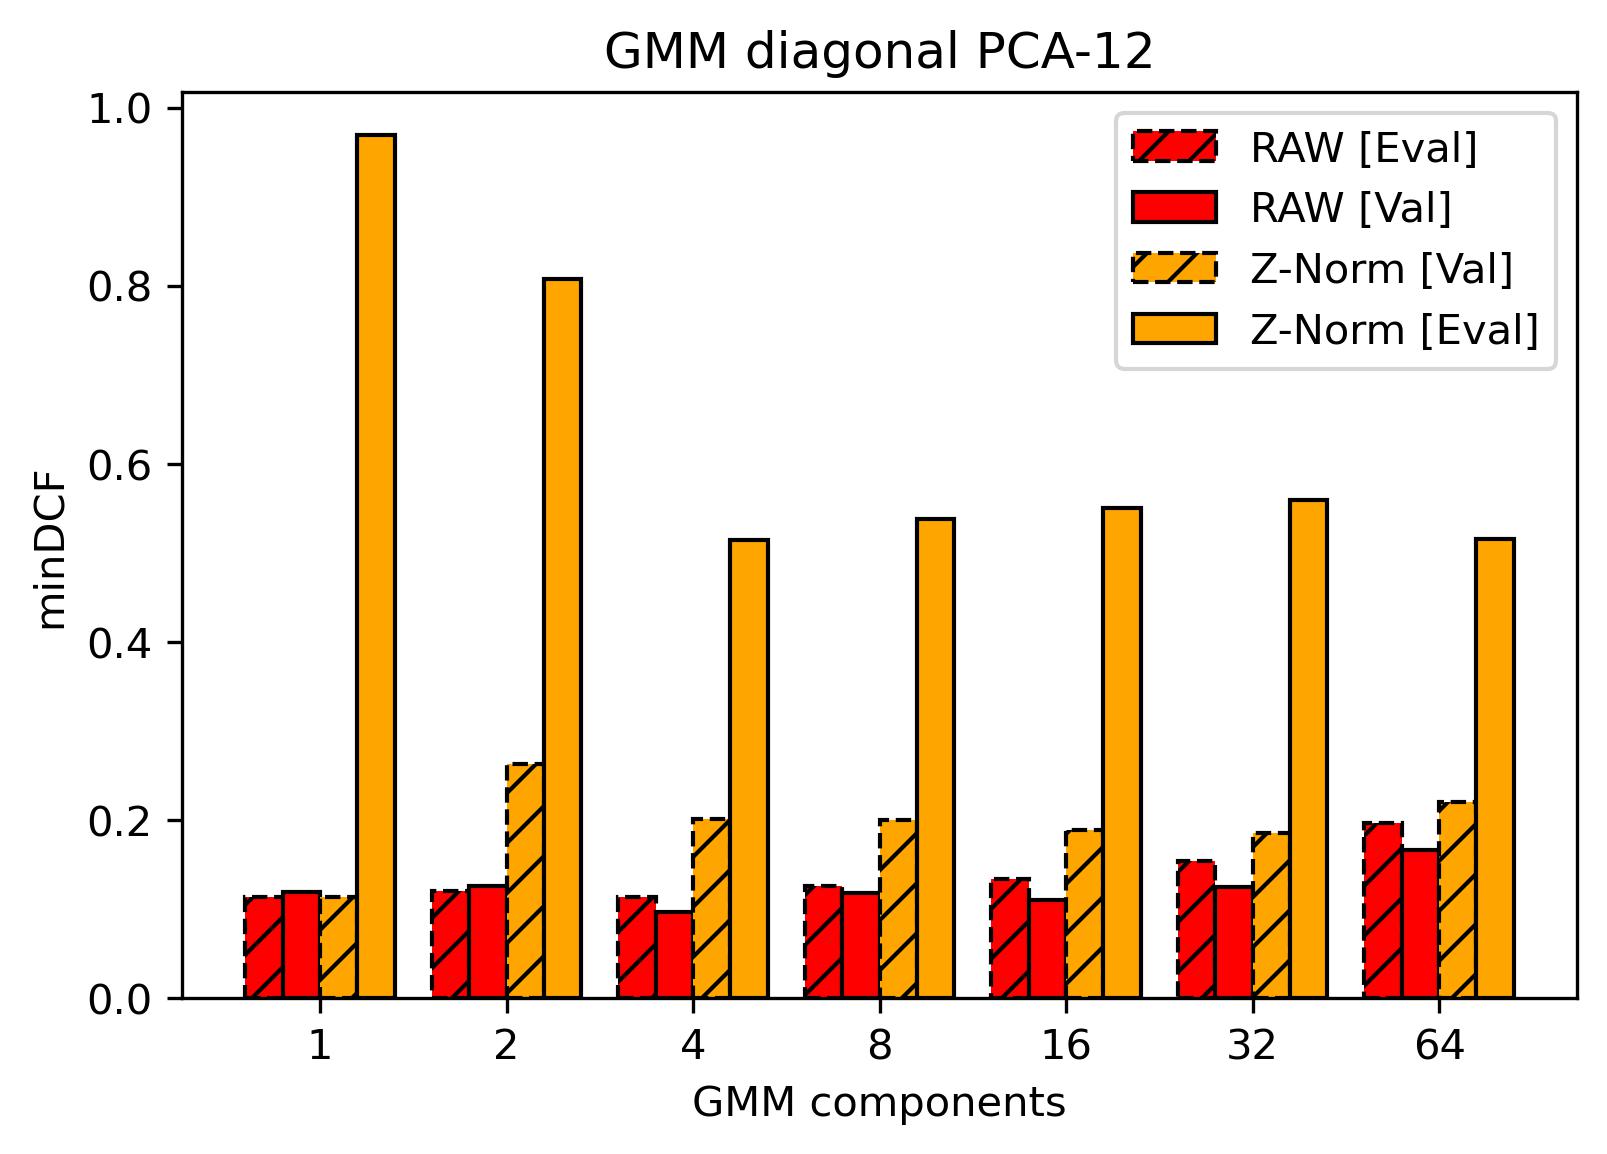 GMM diagonal PCA-12
1.0
0.8
0.6
0.4
0.2
0.0
minDCF
RAW [Eval]
RAW [Val]
Z-Norm [Val]
Z-Norm [Eval]
1 2 4 8 16 32 64
GMM components